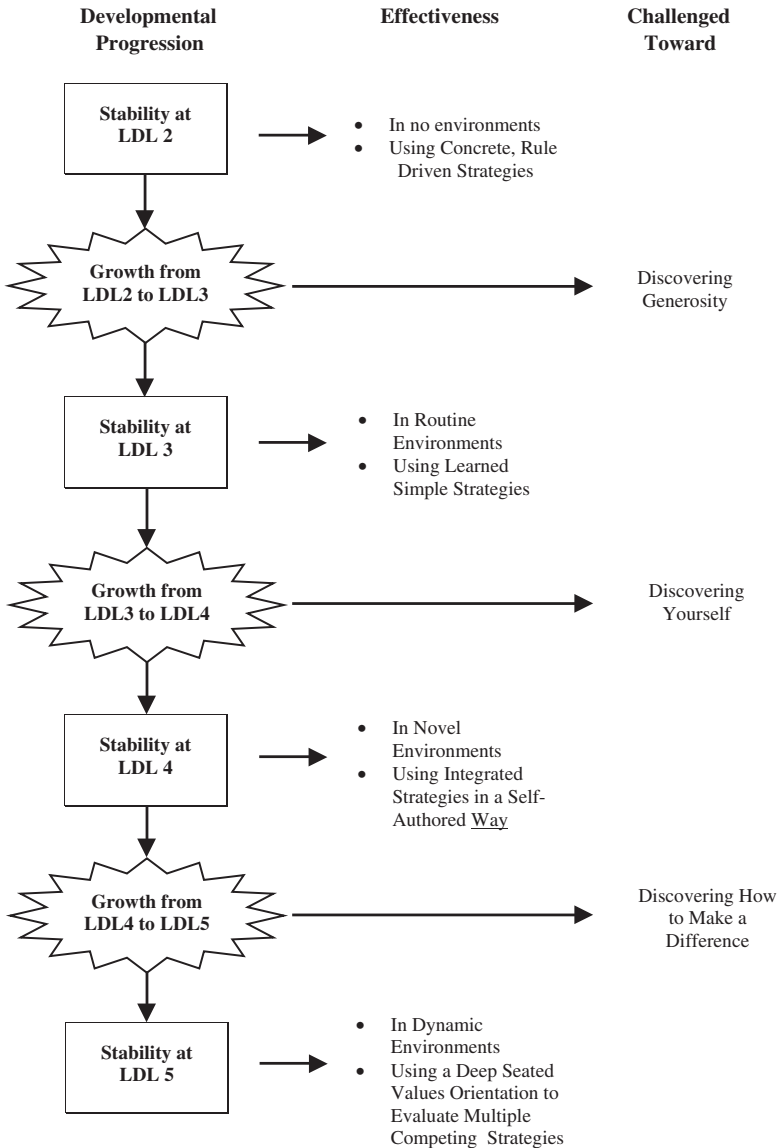 Developmental
Progression
Effectiveness
Challenged
Toward
Stability at
LDL 2
• In no environments
• Using Concrete, Rule
Driven Strategies
Growth from
LDL2 to LDL3
Discovering
Generosity
Stability at
LDL 3
• In Routine
Environments
• Using Learned
Simple Strategies
Growth from
LDL3 to LDL4
Discovering
Yourself
Stability at
LDL 4
• In Novel
Environments
• Using Integrated
Strategies in a Self-
Authored Way
Growth from
LDL4 to LDL5
Discovering How
to Make a
Difference
Stability at
LDL 5
• In Dynamic
Environments
• Using a Deep Seated
Values Orientation to
Evaluate Multiple
Competing Strategies